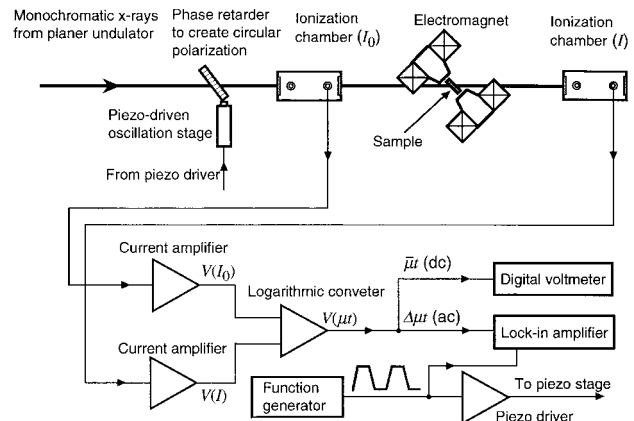 Monochromatic x-rays
from planer undulator
Phase retarder
to create circular
polarization
Ionization
chamber (I0)
Electromagnet
Ionization
chamber (I)
Piezo-driven
oscillation stage
Sample
From piezo driver
Current amplifier
V(I0)
Logarithmic conveter
V(μt)
μ̄t (dc)
Digital voltmeter
Δμt (ac)
Lock-in amplifier
Current amplifier
V(I)
Function
generator
To piezo stage
Piezo driver